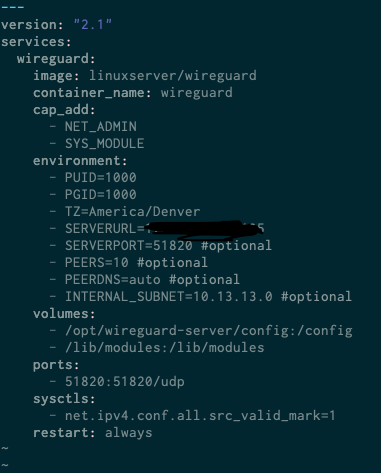 ---
version: "2.1"
services:
  wireguard:
    image: linuxserver/wireguard
    container_name: wireguard
    cap_add:
      - NET_ADMIN
      - SYS_MODULE
    environment:
      - PUID=1000
      - PGID=1000
      - TZ=America/Denver
      - SERVERURL=
      - SERVERPORT=51820 #optional
      - PEERS=10 #optional
      - PEERDNS=auto #optional
      - INTERNAL_SUBNET=10.13.13.0 #optional
    volumes:
      - /opt/wireguard-server/config:/config
      - /lib/modules:/lib/modules
    ports:
      - 51820:51820/udp
    sysctls:
      - net.ipv4.conf.all.src_valid_mark=1
    restart: always
~
~